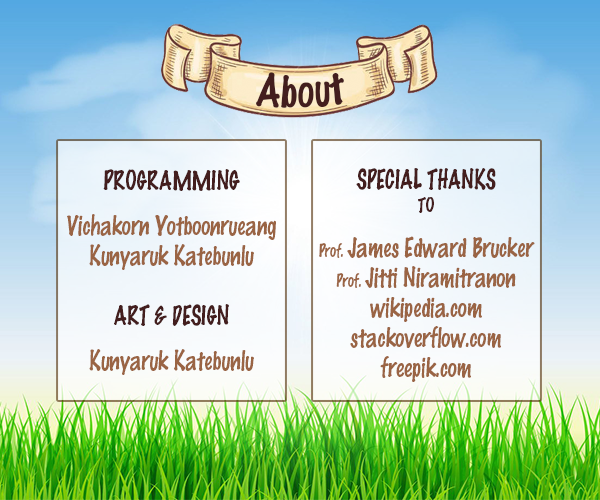 About
PROGRAMMING
Vichakorn Yotboonrueang
Kunyaruk Katebunlu
ART & DESIGN
Kunyaruk Katebunlu
SPECIAL THANKS
TO
Prof. James Edward Brucker
Prof. Jitti Niramitranon
wikipedia.com
stackoverflow.com
freepik.com